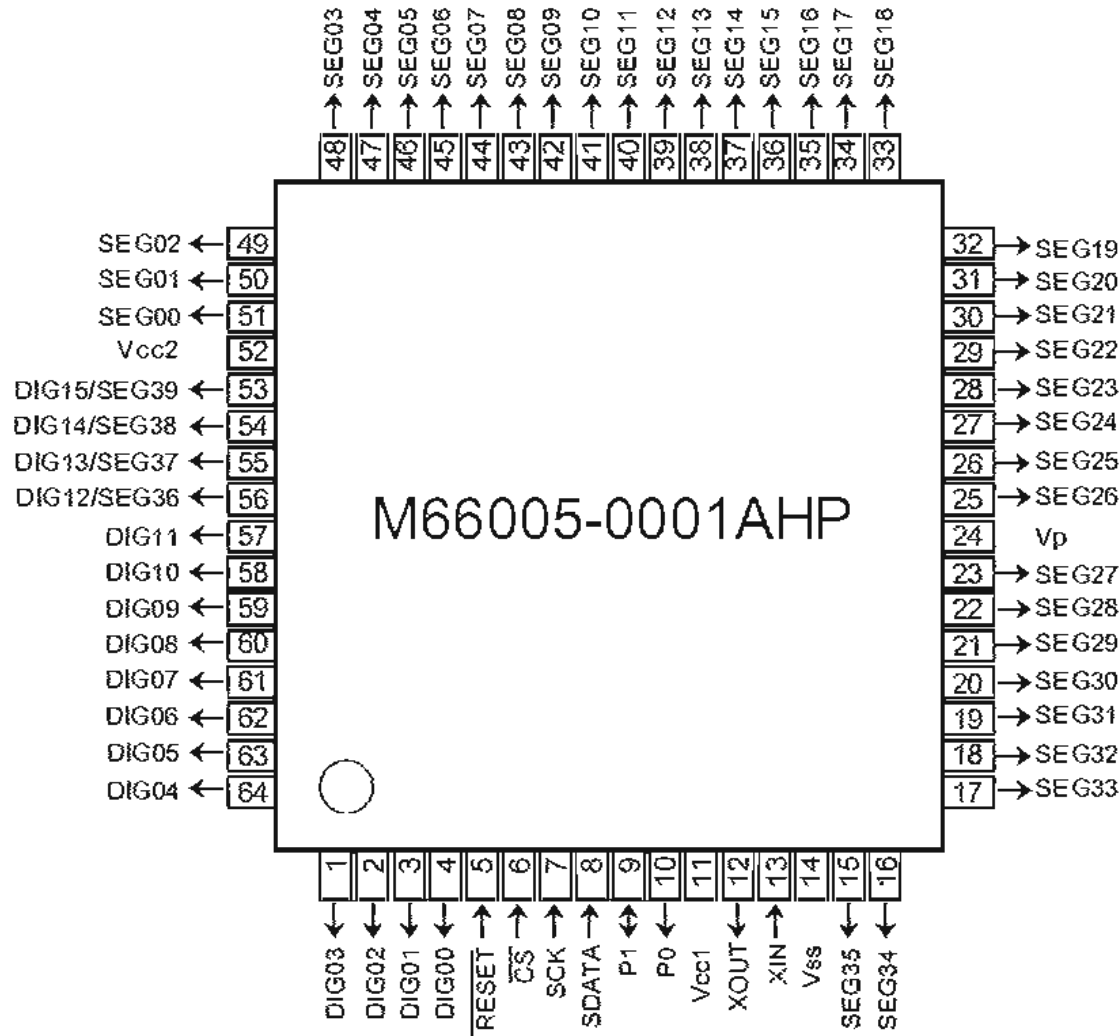 SEG03
SEG04
SEG05
SEG06
SEG07
SEG08
SEG09
SEG10
SEG11
SEG12
SEG13
SEG14
SEG15
SEG16
SEG17
SEG18
48
47
46
45
44
43
42
41
40
39
38
37
36
35
34
33
SEG02 49
SEG01 50
SEG00 51
Vcc2 52
DIG15/SEG39 53
DIG14/SEG38 54
DIG13/SEG37 55
DIG12/SEG36 56
DIG11 57
DIG10 58
DIG09 59
DIG08 60
DIG07 61
DIG06 62
DIG05 63
DIG04 64
M66005-0001AHP
32 SEG19
31 SEG20
30 SEG21
29 SEG22
28 SEG23
27 SEG24
26 SEG25
25 SEG26
24 Vp
23 SEG27
22 SEG28
21 SEG29
20 SEG30
19 SEG31
18 SEG32
17 SEG33
1
2
3
4
5
6
7
8
9
10
11
12
13
14
15
16
DIG03
DIG02
DIG01
DIG00
RESET
CS
SCK
SDATA
P1
P0
Vcc1
XOUT
XIN
Vss
SEG35
SEG34